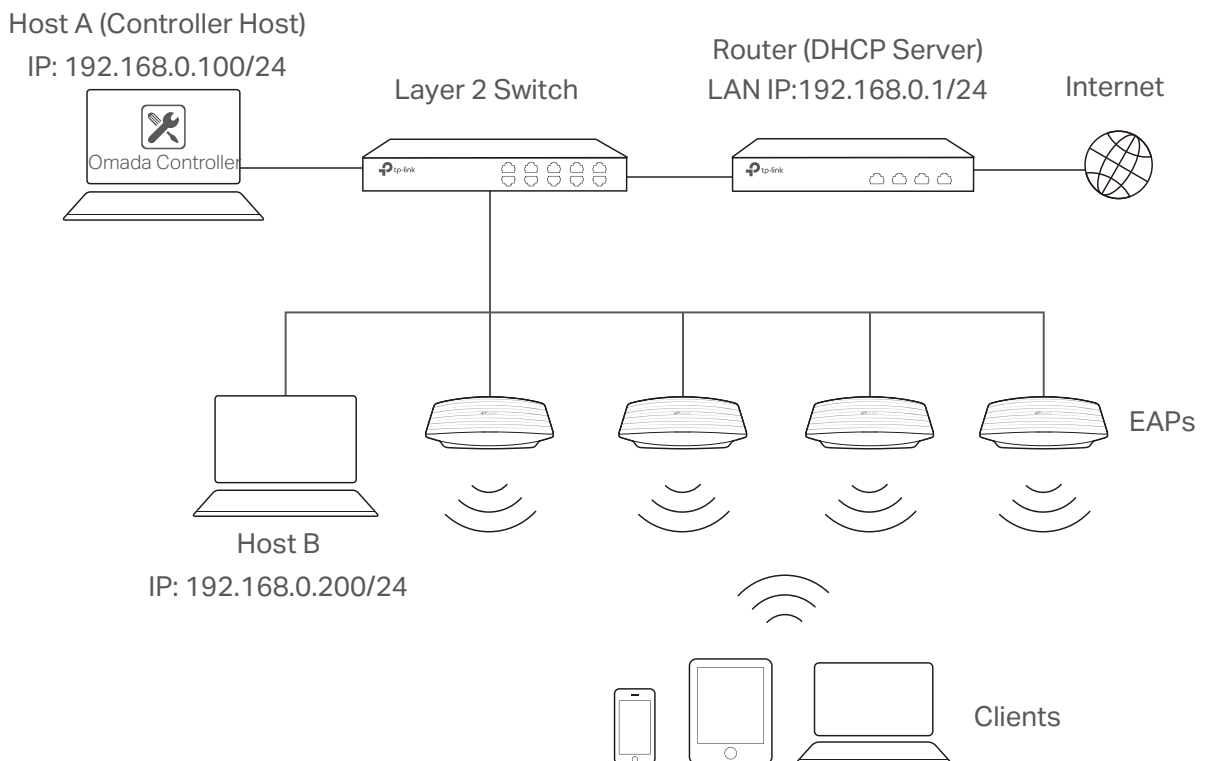 Host A (Controller Host)
IP: 192.168.0.100/24
Omada Controller
Layer 2 Switch
tp-link
Router (DHCP Server)
LAN IP:192.168.0.1/24
tp-link
Internet
EAPs
Host B
IP: 192.168.0.200/24
Clients